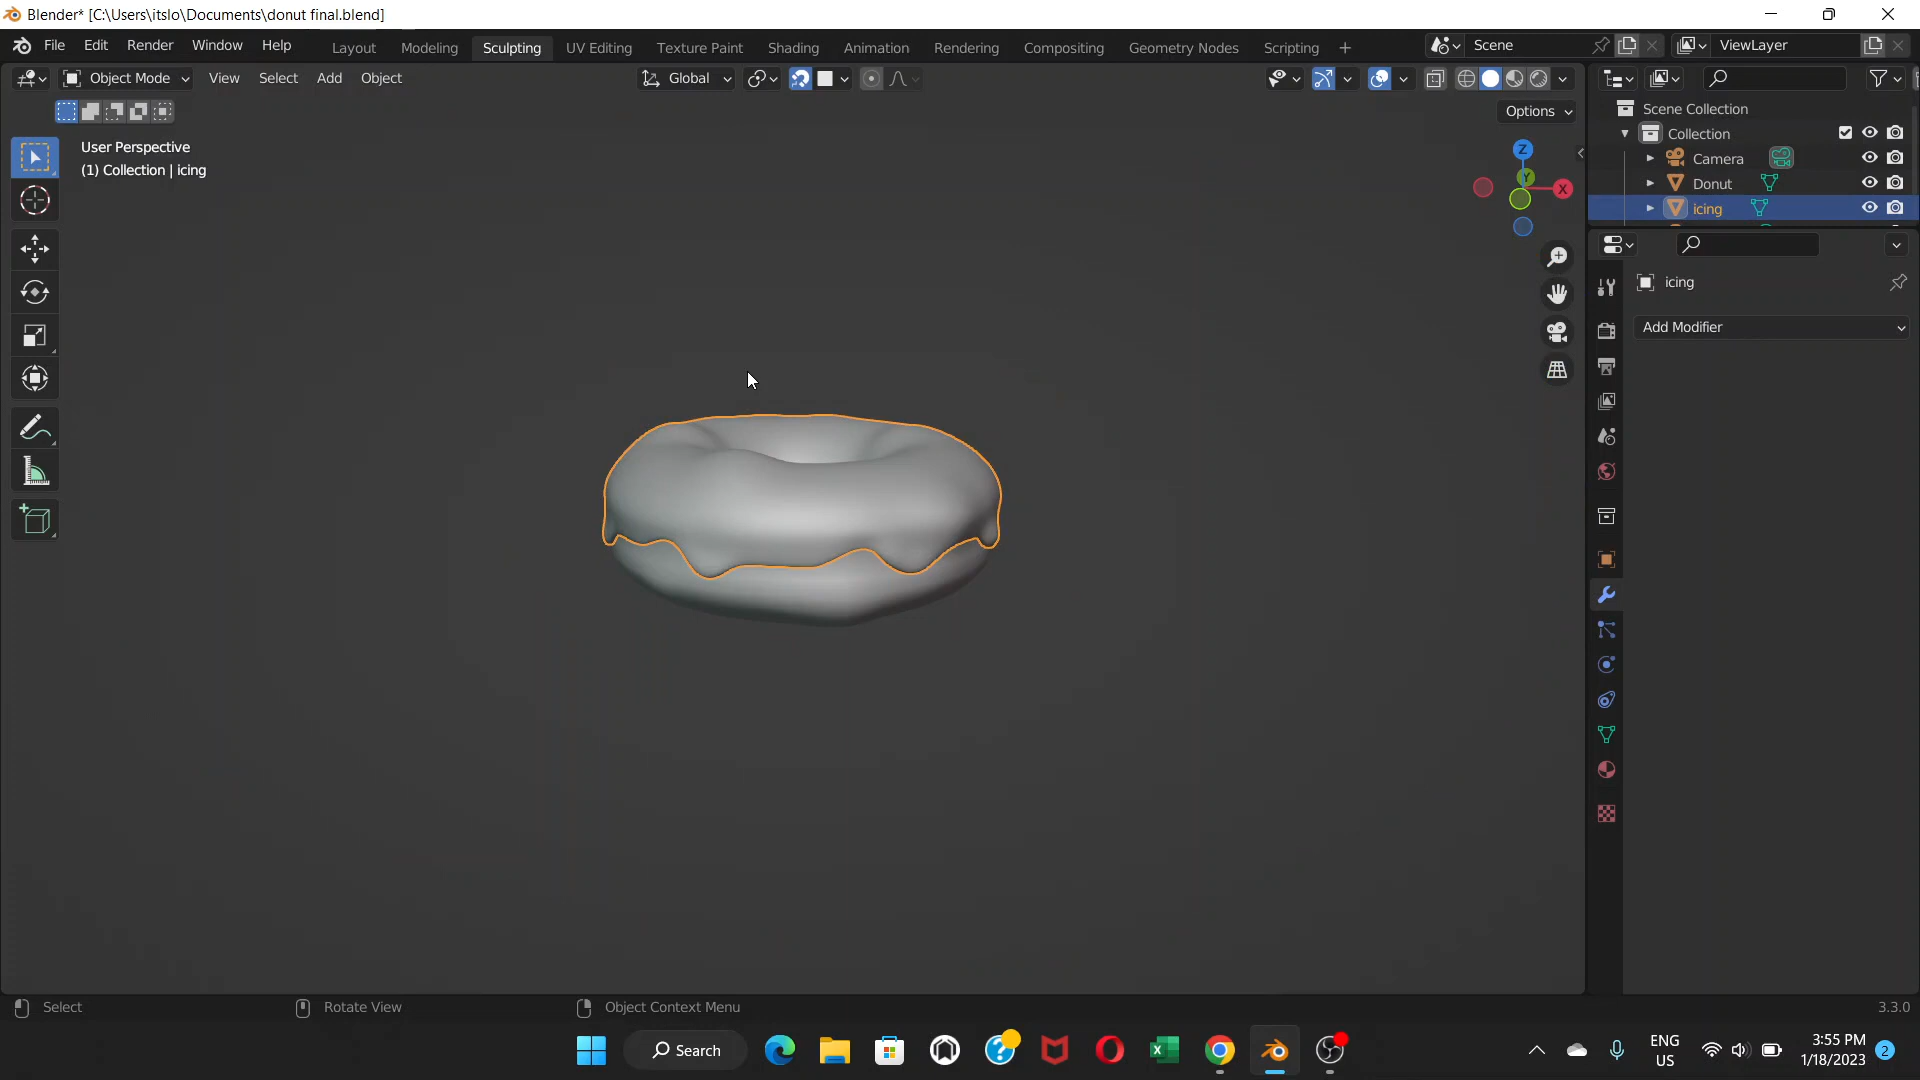 Blender* [C:\Users\itslo\Documents\donut final.blend]
File Edit Render Window Help Layout Modeling Sculpting UV Editing Texture Paint Shading Animation Rendering Compositing Geometry Nodes Scripting + Scene ViewLayer
Object Mode View Select Add Object Global
Options
User Perspective
(1) Collection | icing
Z
Y
X
Scene Collection
Collection
Camera
Donut
icing
icing
Add Modifier
Select Rotate View Object Context Menu 3.3.0
Search
ENG
US
3:55 PM
1/18/2023
2